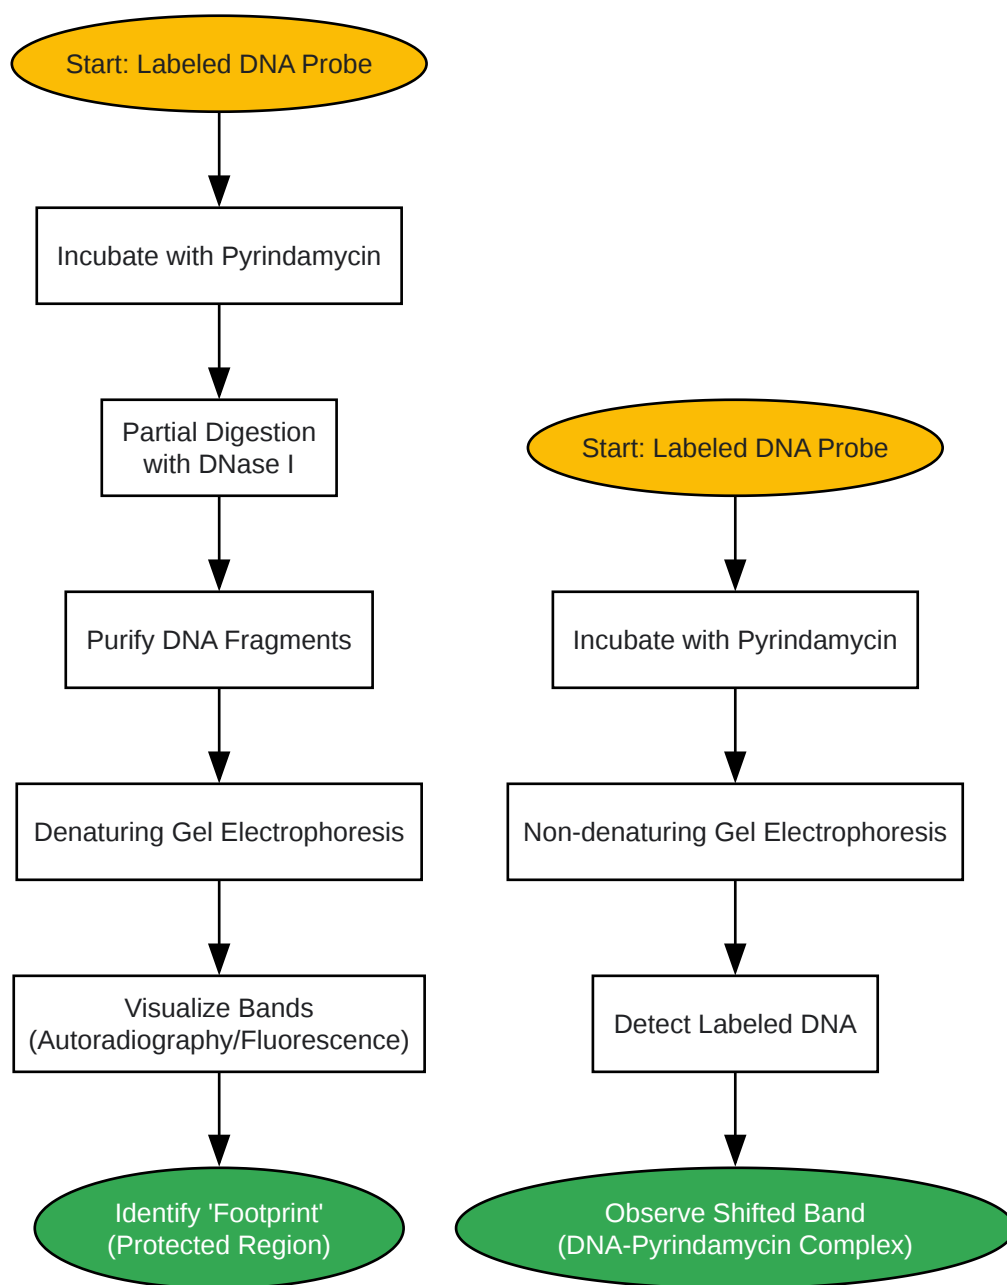 Start: Labeled DNA Probe
Incubate with Pyrindamycin
Partial Digestion
with DNase I
Purify DNA Fragments
Denaturing Gel Electrophoresis
Visualize Bands
(Autoradiography/Fluorescence)
Identify 'Footprint'
(Protected Region)
Start: Labeled DNA Probe
Incubate with Pyrindamycin
Non-denaturing Gel Electrophoresis
Detect Labeled DNA
Observe Shifted Band
(DNA-Pyrindamycin Complex)